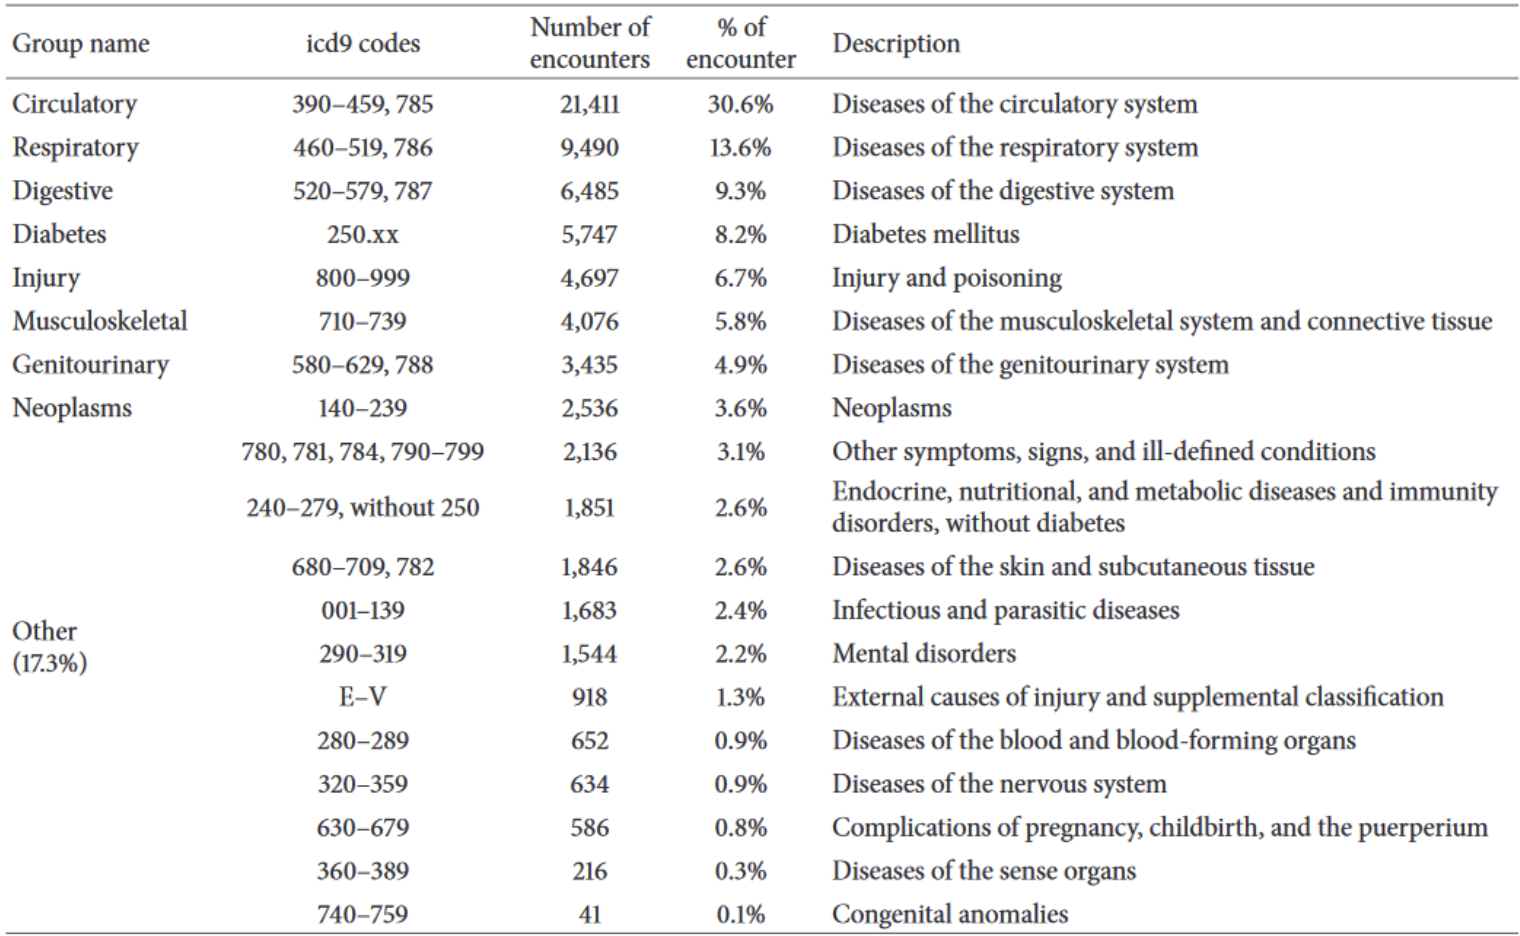 Group name icd9 codes Number of encounters % of encounter Description
Circulatory 390–459, 785 21,411 30.6% Diseases of the circulatory system
Respiratory 460–519, 786 9,490 13.6% Diseases of the respiratory system
Digestive 520–579, 787 6,485 9.3% Diseases of the digestive system
Diabetes 250.xx 5,747 8.2% Diabetes mellitus
Injury 800–999 4,697 6.7% Injury and poisoning
Musculoskeletal 710–739 4,076 5.8% Diseases of the musculoskeletal system and connective tissue
Genitourinary 580–629, 788 3,435 4.9% Diseases of the genitourinary system
Neoplasms 140–239 2,536 3.6% Neoplasms
Other
(17.3%)
780, 781, 784, 790–799 2,136 3.1% Other symptoms, signs, and ill-defined conditions
240–279, without 250 1,851 2.6% Endocrine, nutritional, and metabolic diseases and immunity
disorders, without diabetes
680–709, 782 1,846 2.6% Diseases of the skin and subcutaneous tissue
001–139 1,683 2.4% Infectious and parasitic diseases
290–319 1,544 2.2% Mental disorders
E–V 918 1.3% External causes of injury and supplemental classification
280–289 652 0.9% Diseases of the blood and blood-forming organs
320–359 634 0.9% Diseases of the nervous system
630–679 586 0.8% Complications of pregnancy, childbirth, and the puerperium
360–389 216 0.3% Diseases of the sense organs
740–759 41 0.1% Congenital anomalies